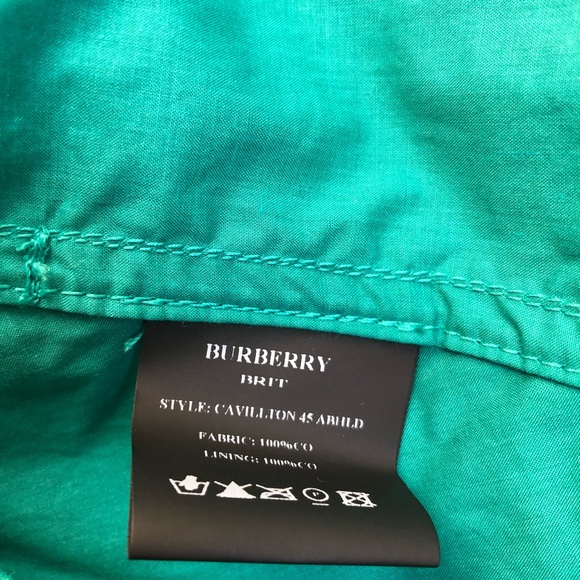 BURBERRY
BRIT
STYLE: CAVILLION 45 ABHLD
FABRIC: 100%CO
LINING: 100%CO
P